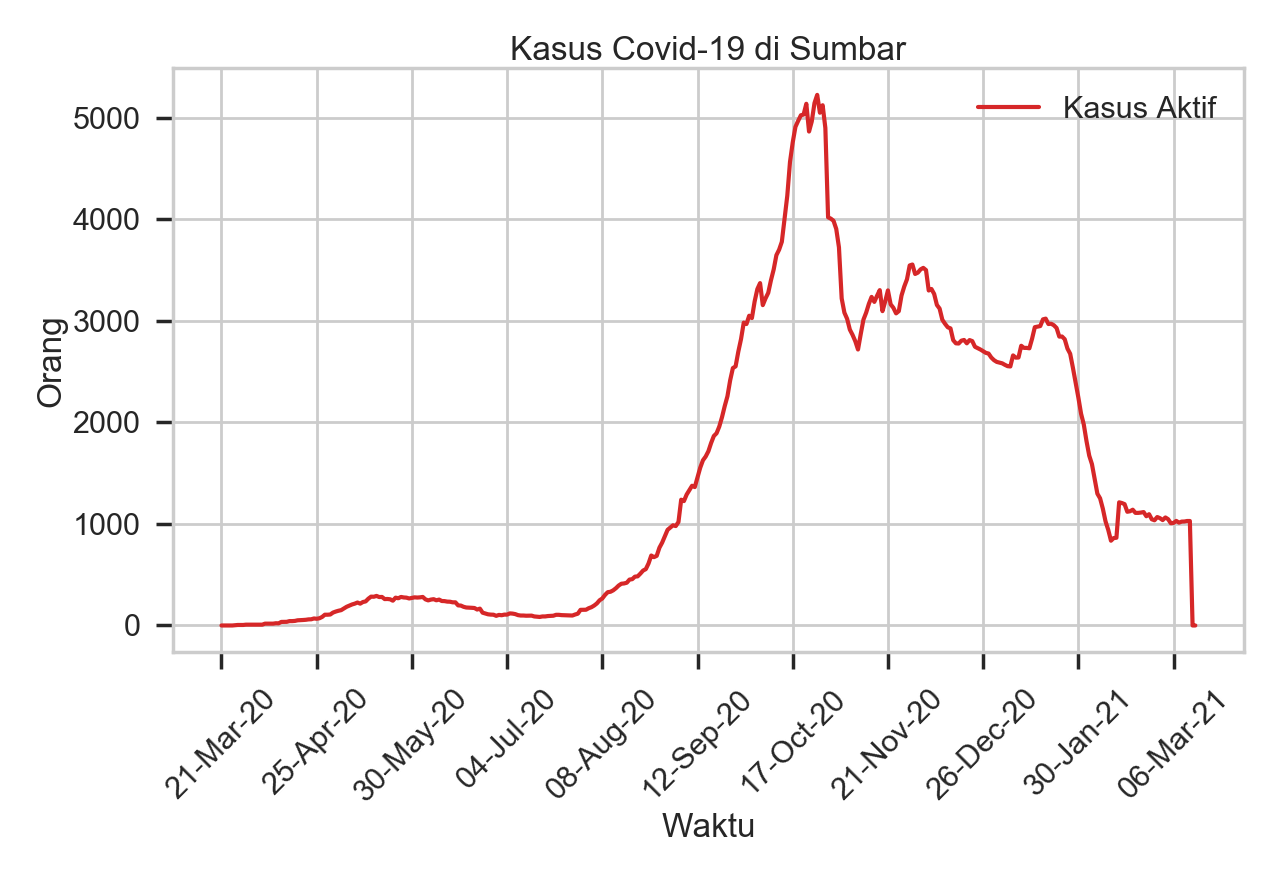 Kasus Covid-19 di Sumbar
Kasus Aktif
5000
4000
3000
2000
1000
0
Orang
21-Mar-20
25-Apr-20
30-May-20
04-Jul-20
08-Aug-20
12-Sep-20
17-Oct-20
21-Nov-20
26-Dec-20
30-Jan-21
06-Mar-21
Waktu